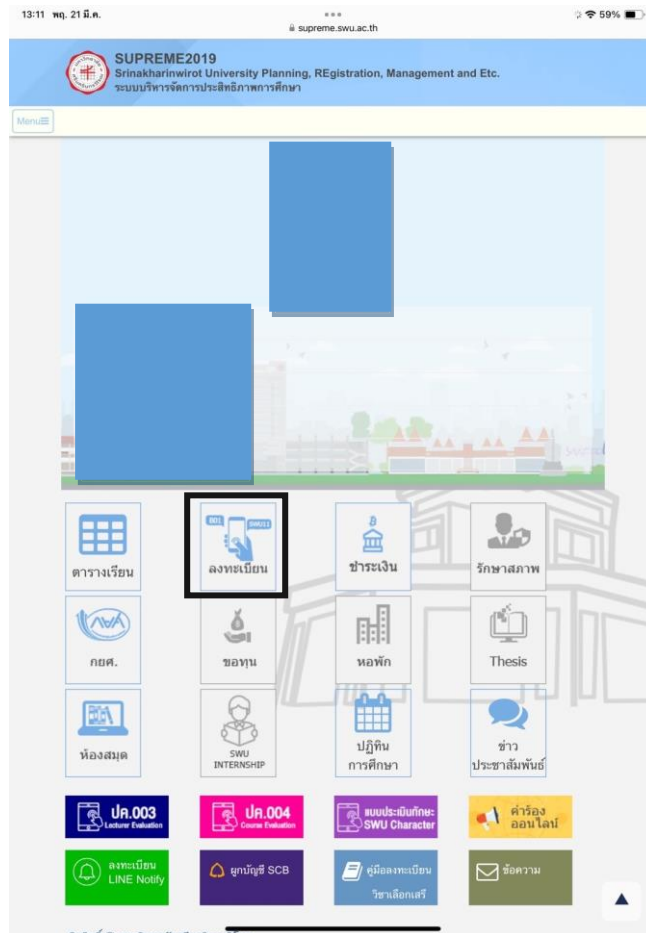 13:11 พฤ. 21 มี.ค.
59%
supreme.swu.ac.th
SUPREME2019
Srinakharinwirot University Planning, REgistration, Management and Etc.
ระบบบริหารจัดการประสิทธิภาพการศึกษา
Menu
BO1 SWU11
ตารางเรียน
ลงทะเบียน
ชำระเงิน
รักษาสภาพ
กยศ.
ขอทุน
หอพัก
Thesis
ห้องสมุด
SWU
INTERNSHIP
ปฏิทิน
การศึกษา
ข่าว
ประชาสัมพันธ์
ปค.003
Lecturer Evaluation
ปค.004
Course Evaluation
แบบประเมินทักษะ
SWU Character
คำร้อง
ออนไลน์
ลงทะเบียน
LINE Notify
ผูกบัญชี SCB
คู่มือลงทะเบียน
วิชาเลือกเสรี
ข้อความ